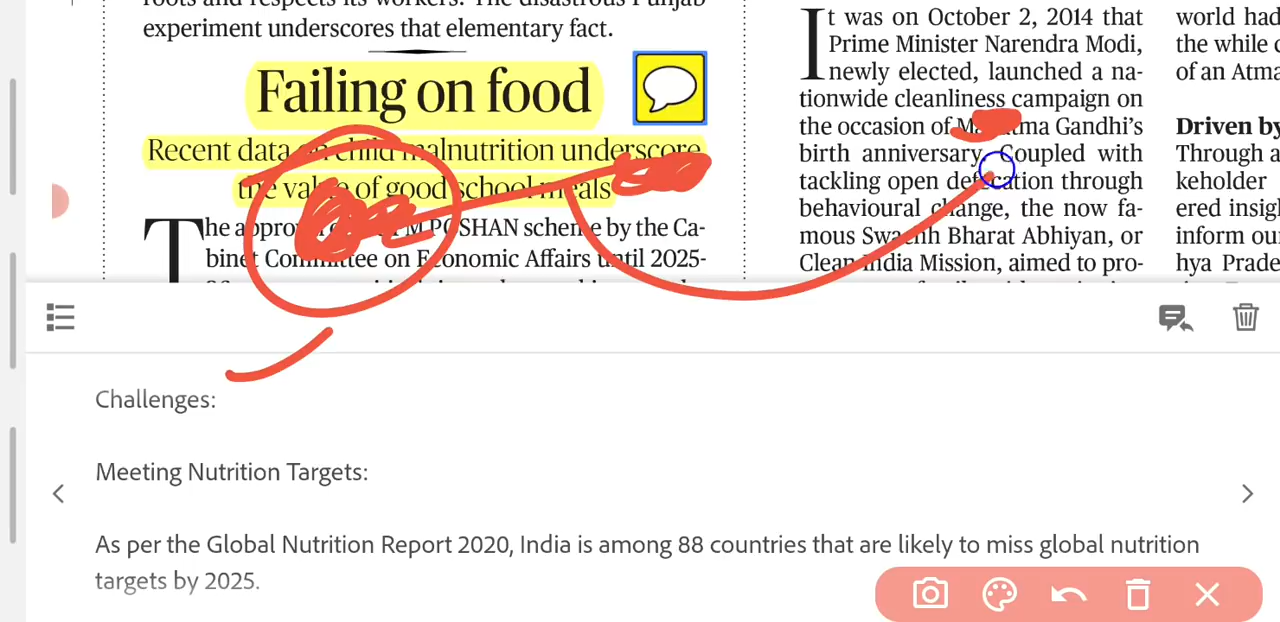 roots and respects its workers. The disastrous Punjab
experiment underscores that elementary fact.
Failing on food
Recent data on child malnutrition underscore
the value of good school meals
The approval of PM POSHAN scheme by the Ca-
binet Committee on Economic Affairs until 2025-
It was on October 2, 2014 that
Prime Minister Narendra Modi,
newly elected, launched a na-
tionwide cleanliness campaign on
the occasion of Mahatma Gandhi's
birth anniversary. Coupled with
tackling open defecation through
behavioural change, the now fa-
mous Swachh Bharat Abhiyan, or
Clean India Mission, aimed to pro-
world had
the while
of an Atma
Driven by
Through a
keholder
ered insig
inform ou
hya Prade
Challenges:
Meeting Nutrition Targets:
As per the Global Nutrition Report 2020, India is among 88 countries that are likely to miss global nutrition
targets by 2025.